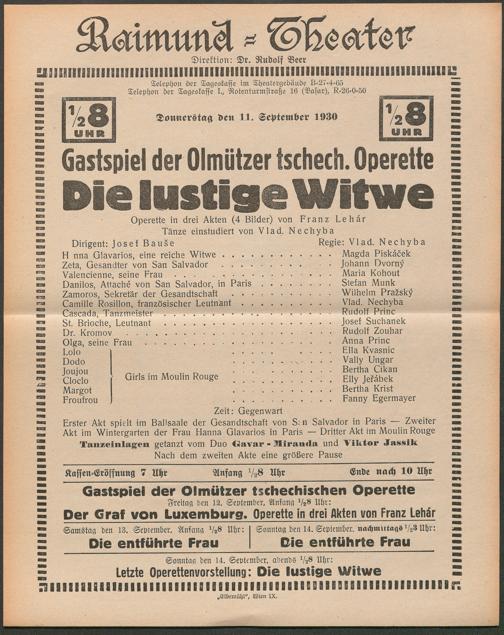 Raimund-Theater
Direktion: Dr. Rudolf Beer
Telephon der Tageskasse im Theatergebäude B-27-4-65
Telephon der Tageskasse I., Rotenturmstraße 16 (Basar), R-26-0-50
1/2 8 UHR
Donnerstag den 11. September 1930
1/2 8 UHR
Gastspiel der Olmützer tschech. Operette
Die lustige Witwe
Operette in drei Akten (4 Bilder) von Franz Lehár
Tänze einstudiert von Vlad. Nechyba
Dirigent: Josef Bauše Regie: Vlad. Nechyba
H nna Glavarios, eine reiche Witwe . . . . . . . . . . . Magda Piskáček
Zeta, Gesandter von San Salvador . . . . . . . . . . . Johann Dvorný
Valencienne, seine Frau . . . . . . . . . . . Maria Kohout
Danilos, Attaché von San Salvador, in Paris . . . . . . . . . . . Stefan Munk
Zamoros, Sekretär der Gesandtschaft . . . . . . . . . . . Wilhelm Pražský
Camille Rosillon, französischer Leutnant . . . . . . . . . . . Vlad. Nechyba
Cascada, Tanzmeister . . . . . . . . . . . Rudolf Princ
St. Brioche, Leutnant . . . . . . . . . . . Josef Suchanek
Dr. Kromov . . . . . . . . . . . Rudolf Zouhar
Olga, seine Frau . . . . . . . . . . . Anna Princ
Lolo . . . . . . . . . . . Ella Kvasnic
Dodo . . . . . . . . . . . Vally Ungar
Joujou . . . . . . . . . . . Bertha Cikan
Cloclo Girls im Moulin Rouge . . . . . . . . . . . Elly Jeřábek
Margot . . . . . . . . . . . Bertha Krist
Froufrou . . . . . . . . . . . Fanny Egermayer
Zeit: Gegenwart
Erster Akt spielt im Ballsaale der Gesandtschaft von San Salvador in Paris — Zweiter
Akt im Wintergarten der Frau Hanna Glavarios in Paris — Dritter Akt im Moulin Rouge
Tanzeinlagen getanzt vom Duo Gavar-Miranda und Viktor Jassik
Nach dem zweiten Akte eine größere Pause
Kassen-Eröffnung 7 Uhr Anfang 1/2 8 Uhr Ende nach 10 Uhr
Gastspiel der Olmützer tschechischen Operette
Freitag den 12. September, Anfang 1/2 8 Uhr:
Der Graf von Luxemburg. Operette in drei Akten von Franz Lehár
Samstag den 13. September, Anfang 1/2 8 Uhr:
Die entführte Frau
Sonntag den 14. September, nachmittags 1/2 3 Uhr:
Die entführte Frau
Sonntag den 14. September, abends 1/2 8 Uhr:
Letzte Operettenvorstellung: Die lustige Witwe
„Elbemühl", Wien IX.